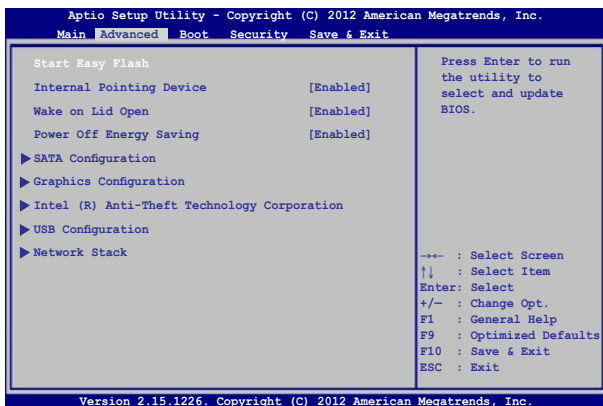 Aptio Setup Utility - Copyright (C) 2012 American Megatrends, Inc.
Main Advanced Boot Security Save & Exit
Start Easy Flash
Internal Pointing Device [Enabled]
Wake on Lid Open [Enabled]
Power Off Energy Saving [Enabled]
SATA Configuration
Graphics Configuration
Intel (R) Anti-Theft Technology Corporation
USB Configuration
Network Stack
Press Enter to run
the utility to
select and update
BIOS.
→← : Select Screen
↑↓ : Select Item
Enter: Select
+/— : Change Opt.
F1 : General Help
F9 : Optimized Defaults
F10 : Save & Exit
ESC : Exit
Version 2.15.1226. Copyright (C) 2012 American Megatrends, Inc.